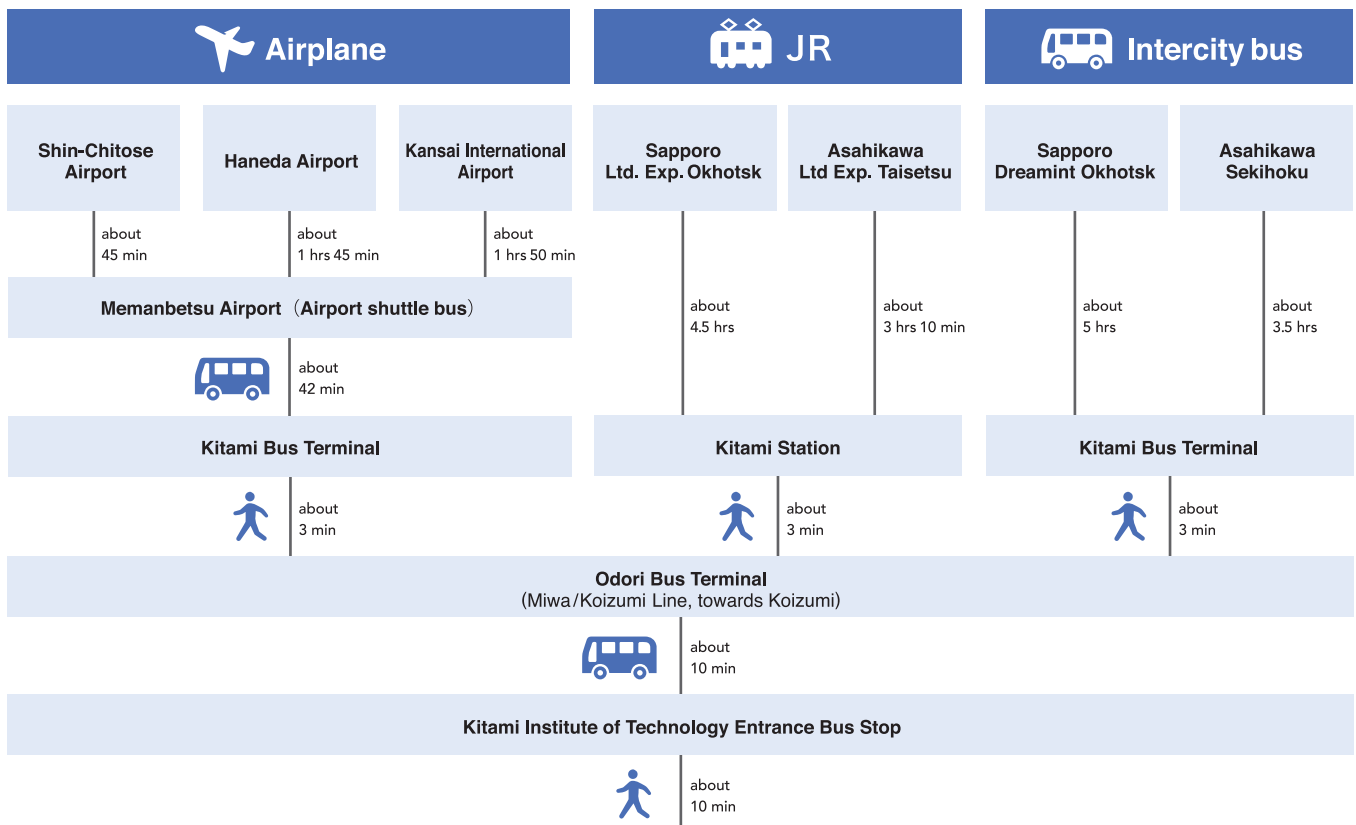 Airplane
JR
Intercity bus
Shin-Chitose
Airport
Haneda Airport
Kansai International
Airport
Sapporo
Ltd. Exp. Okhotsk
Asahikawa
Ltd Exp. Taisetsu
Sapporo
Dreamint Okhotsk
Asahikawa
Sekihoku
about
45 min
about
1 hrs 45 min
about
1 hrs 50 min
Memanbetsu Airport（Airport shuttle bus）
about
4.5 hrs
about
3 hrs 10 min
about
5 hrs
about
3.5 hrs
about
42 min
Kitami Bus Terminal
Kitami Station
Kitami Bus Terminal
about
3 min
about
3 min
about
3 min
Odori Bus Terminal
(Miwa/Koizumi Line, towards Koizumi)
about
10 min
Kitami Institute of Technology Entrance Bus Stop
about
10 min